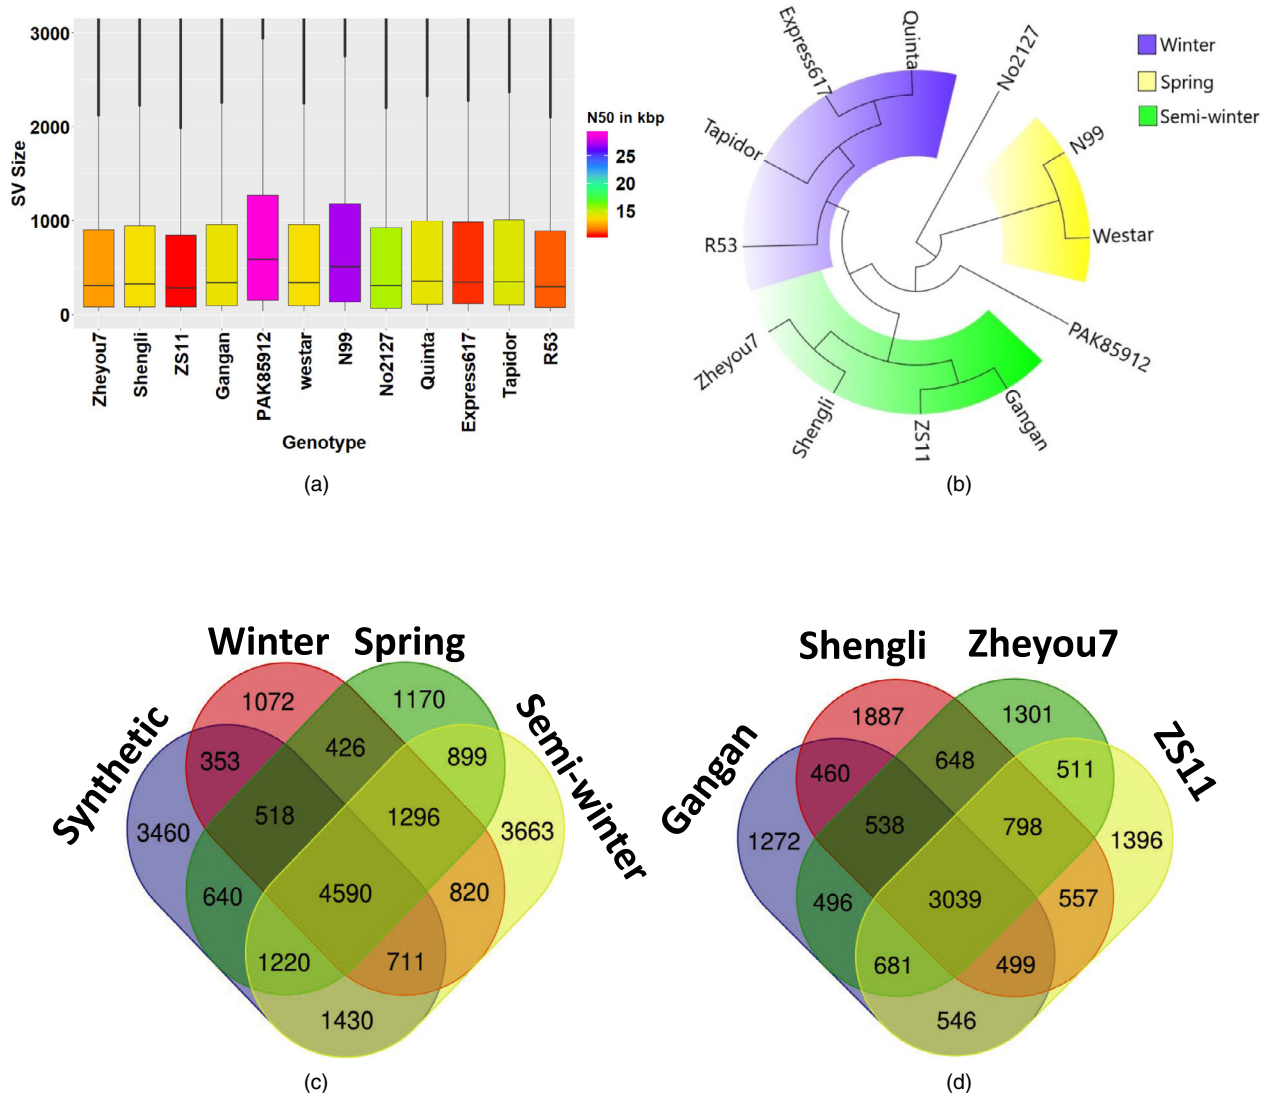 3000
2000
1000
0
SV Size
Zheyou7
Shengli
ZS11
Gangan
PAK85912
westar
N99
No2127
Quinta
Express617
Tapidor
R53
Genotype
N50 in kbp
25
20
15
(a)
Express617
Quinta
No2127
Tapidor
N99
R53
Westar
Zheyou7
PAK85912
Shengli
ZS11
Gangan
Winter
Spring
Semi-winter
(b)
Winter Spring
Synthetic
Semi-winter
1072
1170
353
426
899
3460
518
1296
3663
640
4590
820
1220
711
1430
(c)
Shengli Zheyou7
Gangan
ZS11
1887
1301
460
648
511
1272
538
798
1396
496
3039
557
681
499
546
(d)